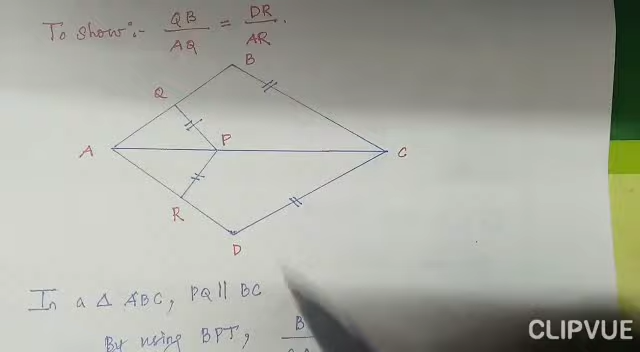 To show:- QB/AQ = DR/AR.
B
Q
A P C
R
D
In a Δ ABC, PQ || BC
By using BPT, B
CLIPVUE